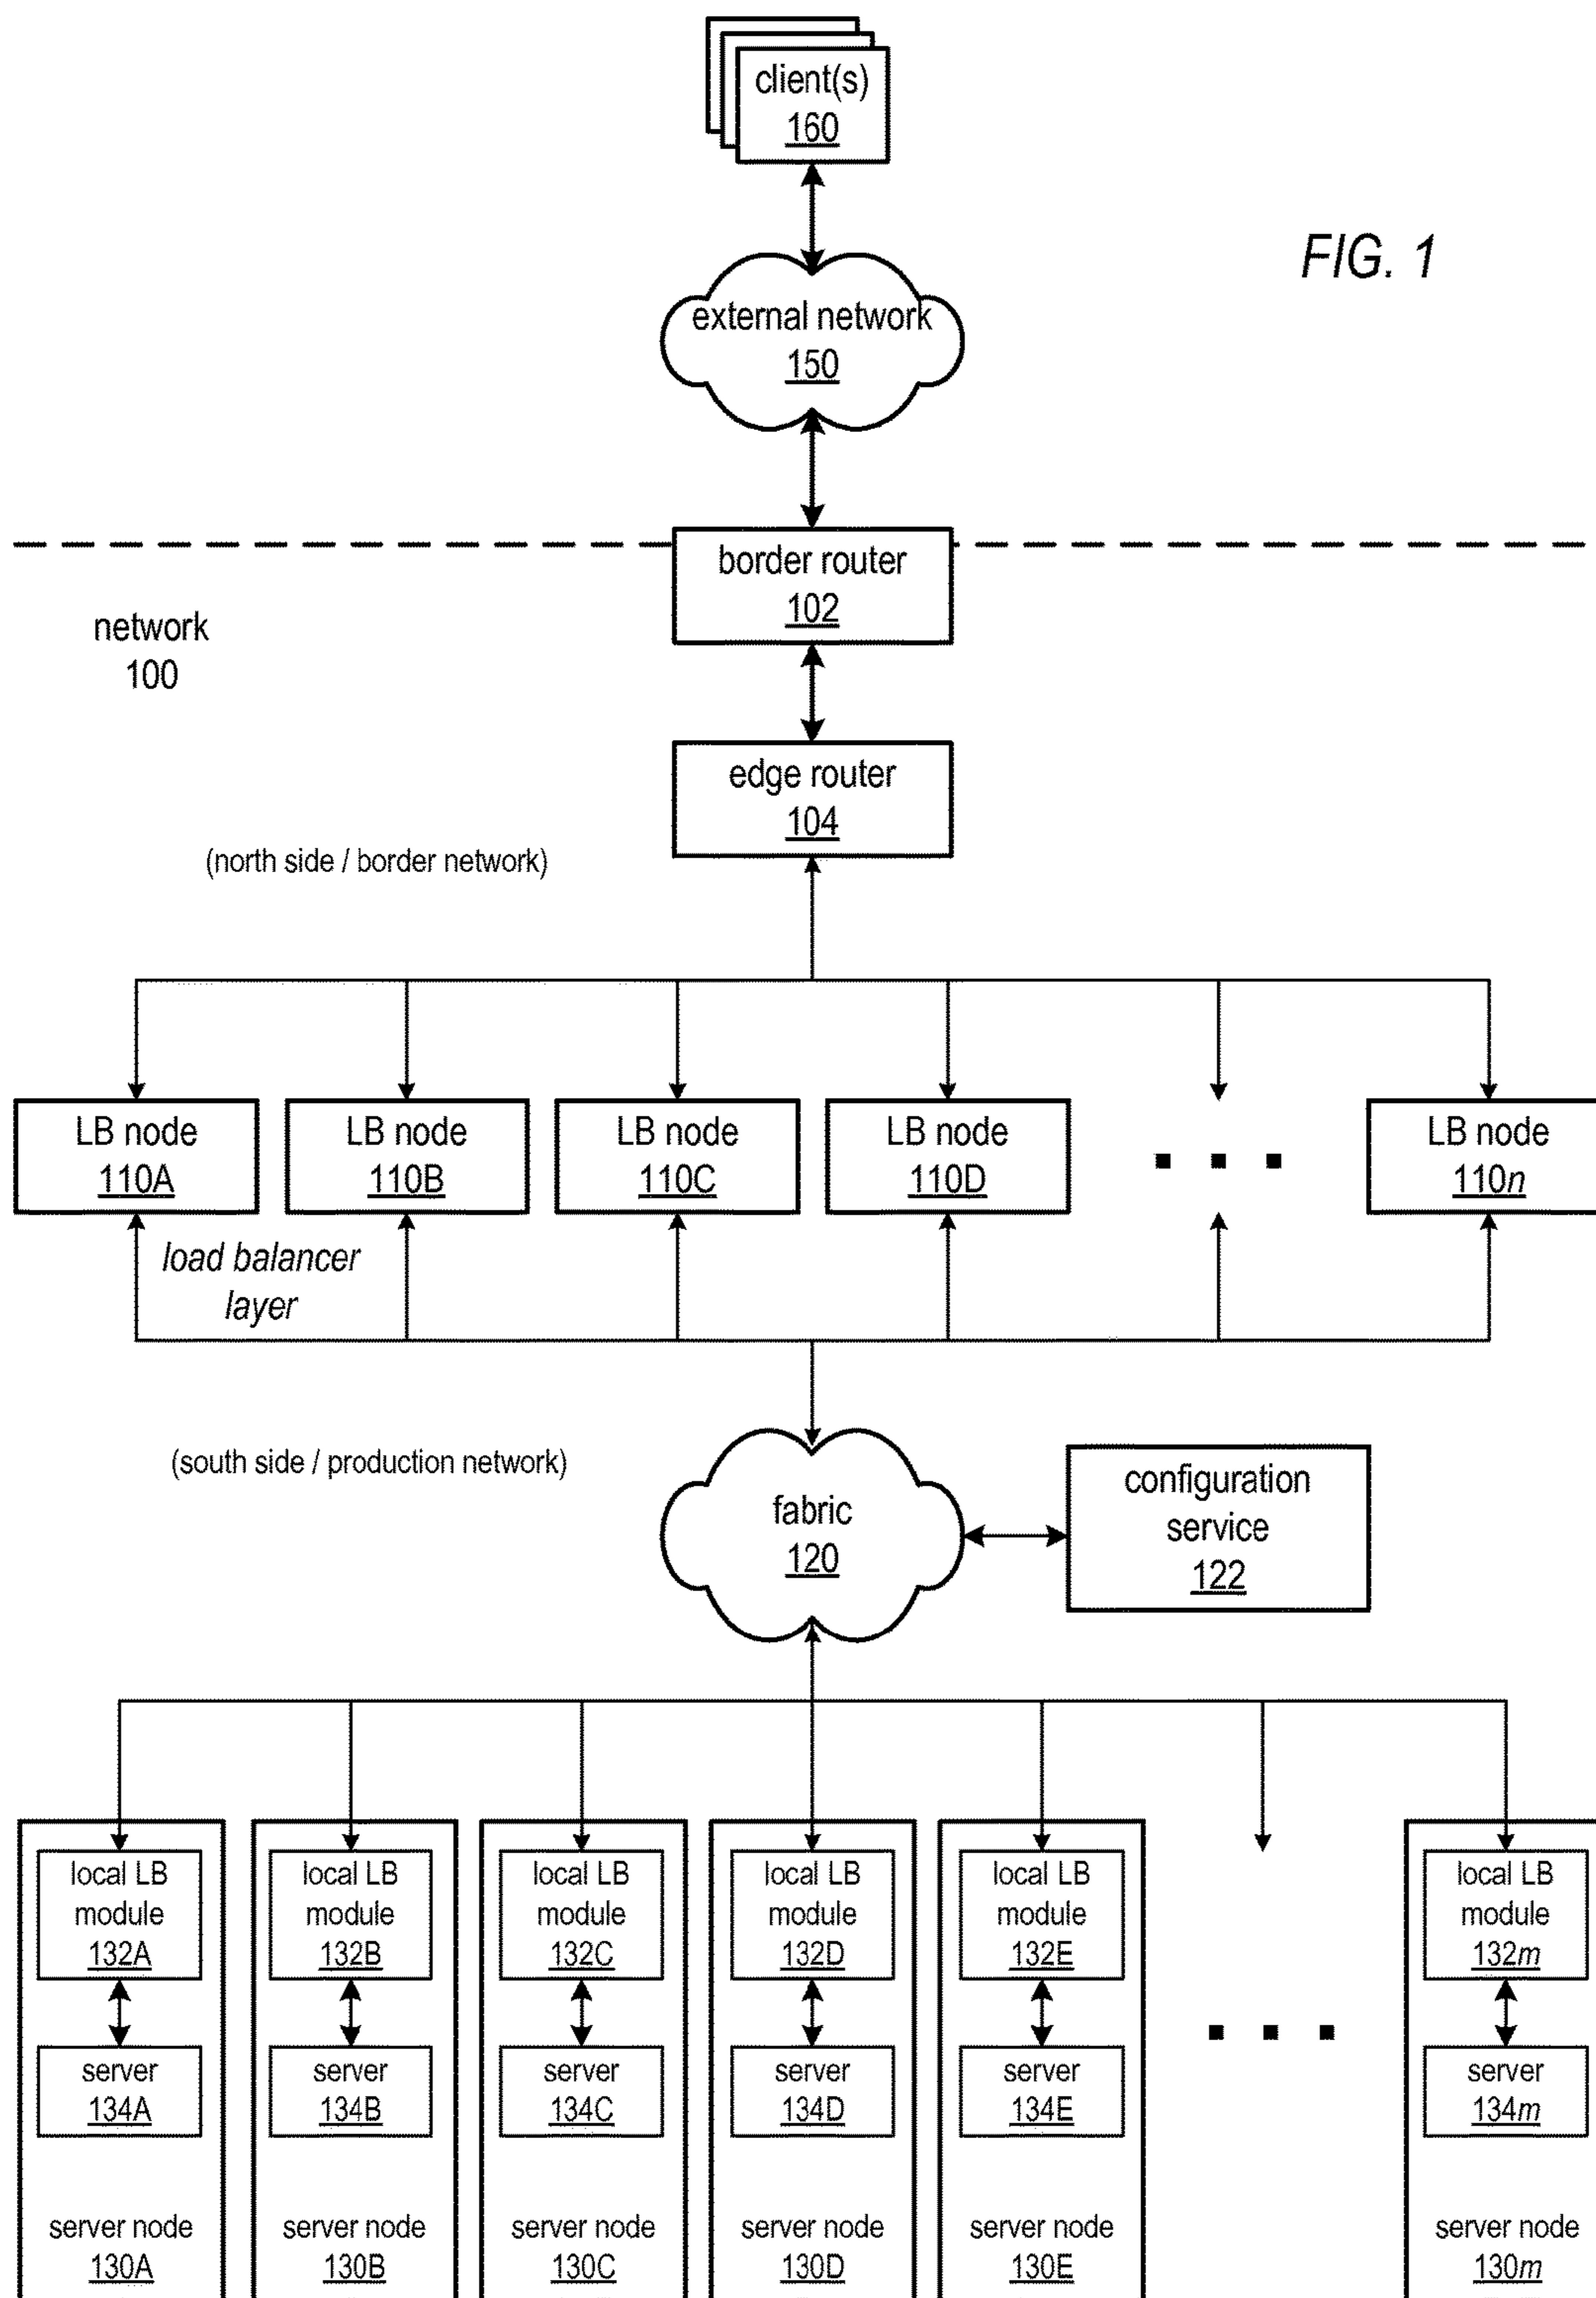 client(s)
160
FIG. 1
external network
150
border router
102
network
100
edge router
104
(north side / border network)
LB node
110A
LB node
110B
LB node
110C
LB node
110D
LB node
110n
load balancer
layer
(south side / production network)
fabric
120
configuration
service
122
local LB
module
132A
server
134A
server node
130A
local LB
module
132B
server
134B
server node
130B
local LB
module
132C
server
134C
server node
130C
local LB
module
132D
server
134D
server node
130D
local LB
module
132E
server
134E
server node
130E
local LB
module
132m
server
134m
server node
130m